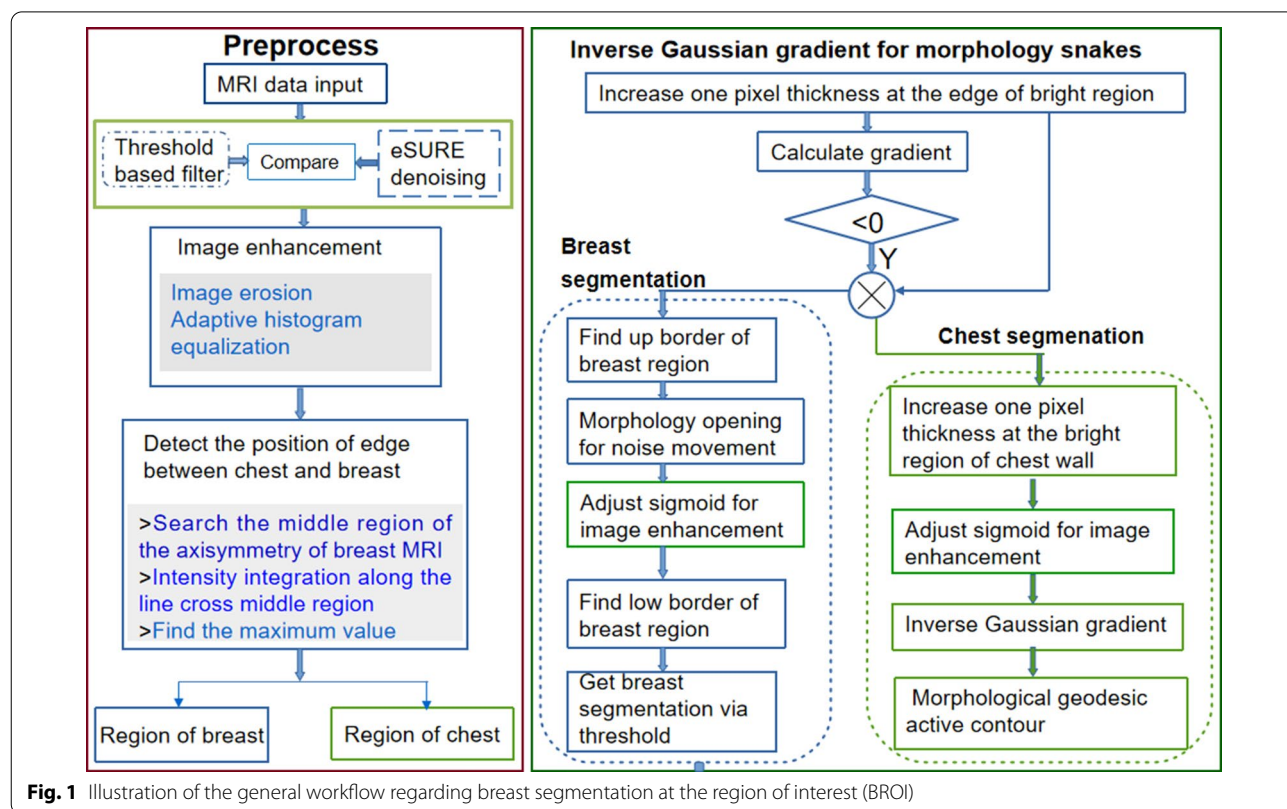 Preprocess
MRI data input
Threshold
based filter
Compare
eSURE
denoising
Image enhancement
Image erosion
Adaptive histogram
equalization
Detect the position of edge
between chest and breast
>Search the middle region of
the axisymmetry of breast MRI
>Intensity integration along the
line cross middle region
>Find the maximum value
Region of breast
Region of chest
Inverse Gaussian gradient for morphology snakes
Increase one pixel thickness at the edge of bright region
Calculate gradient
<0
Y
Breast
segmentation
Find up border of
breast region
Morphology opening
for noise movement
Adjust sigmoid for
image enhancement
Find low border of
breast region
Get breast
segmentation via
threshold
Chest segmenation
Increase one pixel
thickness at the bright
region of chest wall
Adjust sigmoid for image
enhancement
Inverse Gaussian gradient
Morphological geodesic
active contour
Fig. 1 Illustration of the general workflow regarding breast segmentation at the region of interest (BROI)